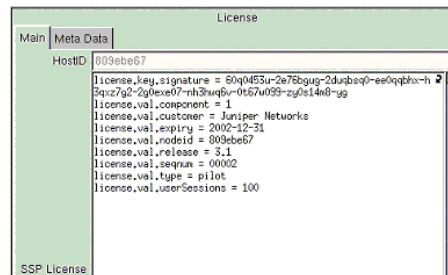 License
Main Meta Data
HostID 809ebe67
license.key.signature = 60q0453u-2e76bgug-2duqbsq0-ee0qqbhx-h
3qxz7g2-2g0exe07-nh3hwq6v-0t67u099-zy0s14m8-yg
license.val.component = 1
license.val.customer = Juniper Networks
license.val.expiry = 2002-12-31
license.val.nodeid = 809ebe67
license.val.release = 3.1
license.val.seqnum = 00002
license.val.type = pilot
license.val.userSessions = 100
SSP License